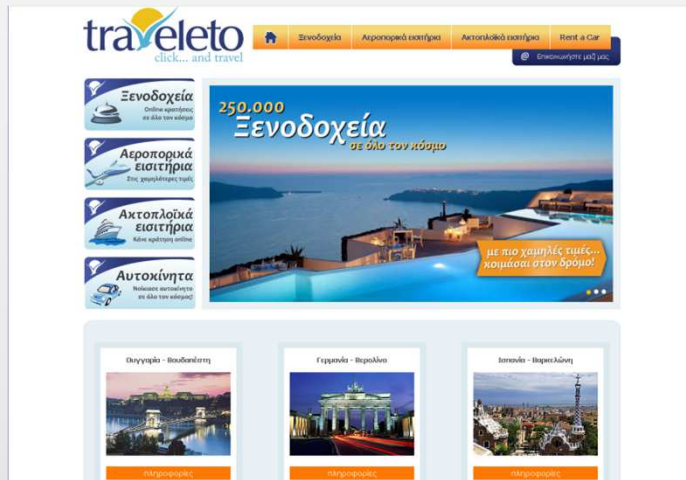 traveleto
click... and travel
Ξενοδοχεία
Αεροπορικά εισιτήρια
Ακτοπλοϊκά εισιτήρια
Rent a Car
@ Επικοινωνήστε μαζί μας
Ξενοδοχεία
Online κρατήσεις
σε όλο τον κόσμο
Αεροπορικά
εισιτήρια
Στις χαμηλότερες τιμές
Ακτοπλοϊκά
εισιτήρια
Κάνε κράτηση online
Αυτοκίνητα
Νοίκιασε αυτοκίνητο
σε όλο τον κόσμος!
250.000
Ξενοδοχεία
σε όλο τον κόσμο
με πιο χαμηλές τιμές...
κοιμάσαι στον δρόμο!
Ουγγαρία - Βουδαπέστη
Γερμανία - Βερολίνο
Ισπανία - Βαρκελώνη
πληροφορίες
πληροφορίες
πληροφορίες